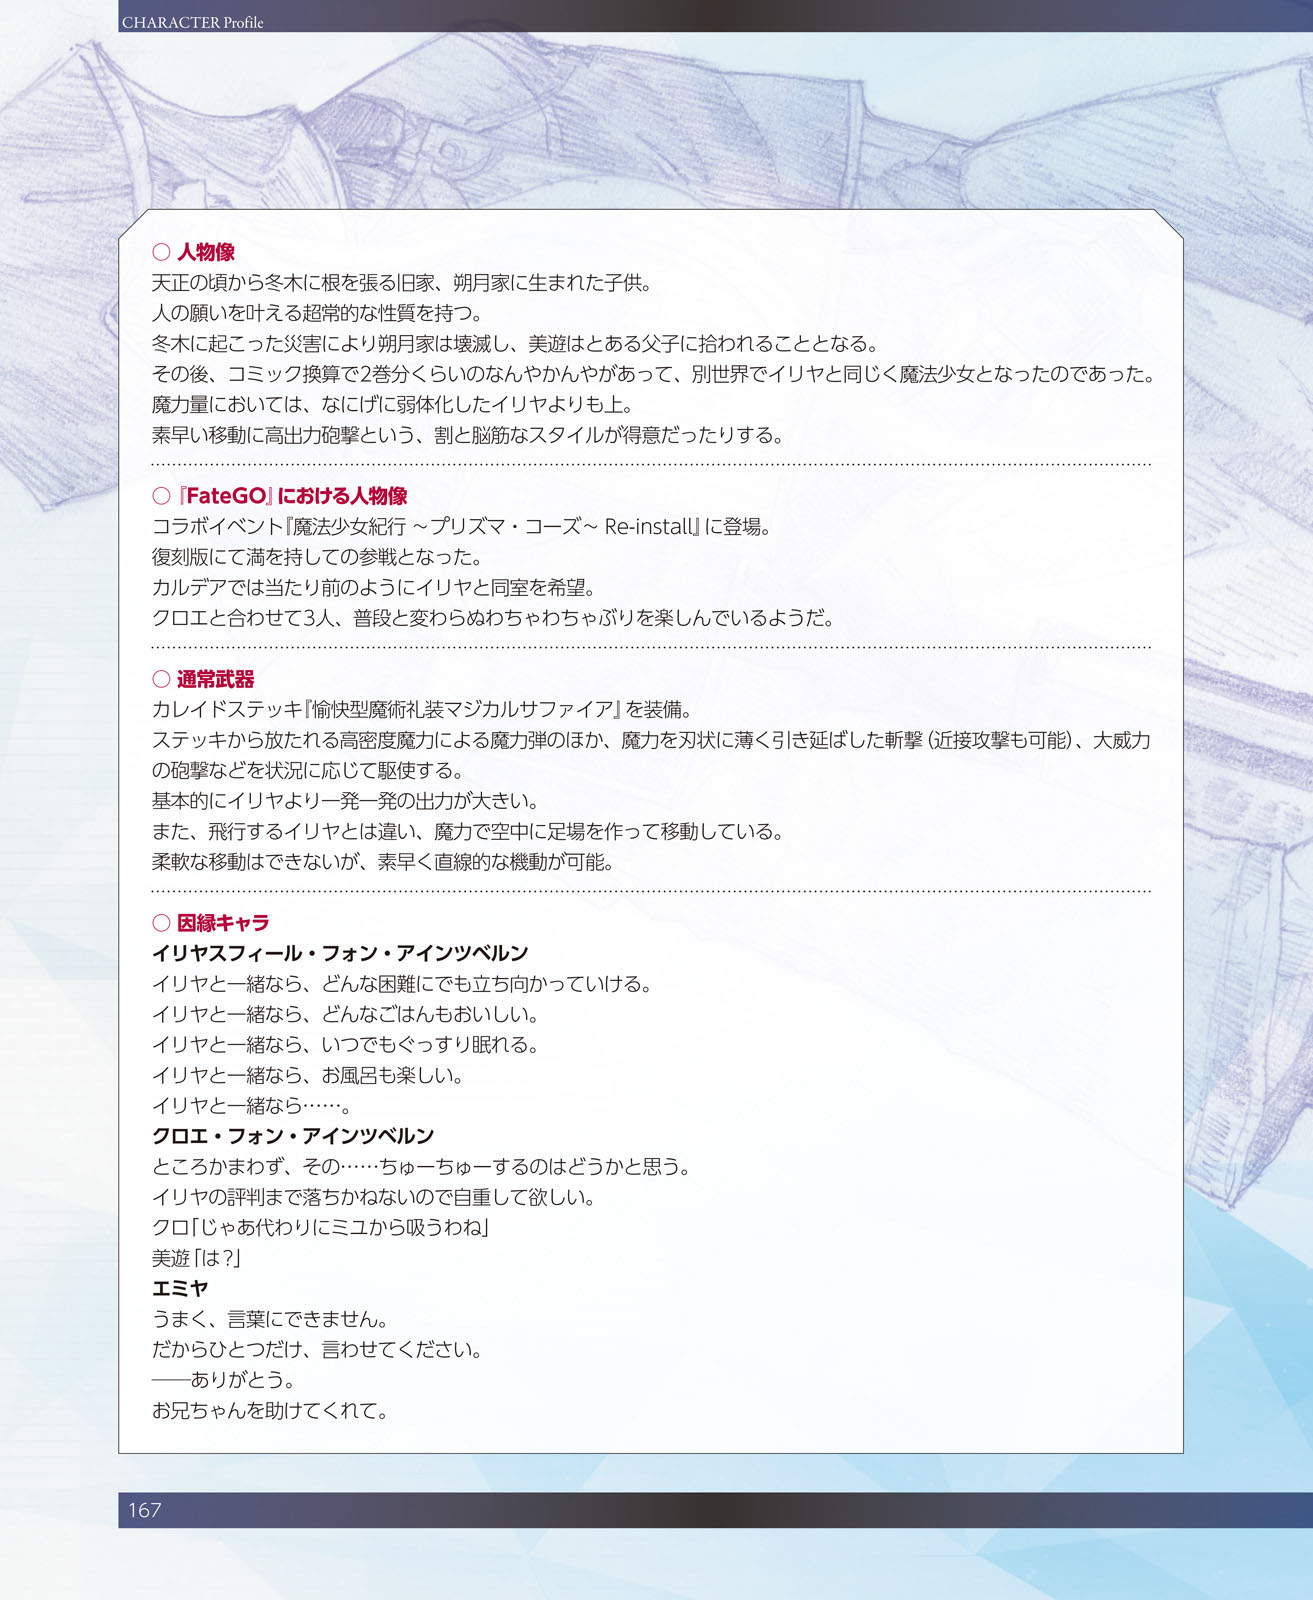 CHARACTER Profile
○ 人物像
天正の頃から冬木に根を張る旧家、朔月家に生まれた子供。
人の願いを叶える超常的な性質を持つ。
冬木に起こった災害により朔月家は壊滅し、美遊はとある父子に拾われることとなる。
その後、コミック換算で2巻分くらいのなんやかんやがあって、別世界でイリヤと同じく魔法少女となったのであった。
魔力量においては、なにげに弱体化したイリヤよりも上。
素早い移動に高出力砲撃という、割と脳筋なスタイルが得意だったりする。
○『FateGO』における人物像
コラボイベント『魔法少女紀行 ～プリズマ・コーズ～ Re-install』に登場。
復刻版にて満を持しての参戦となった。
カルデアでは当たり前のようにイリヤと同室を希望。
クロエと合わせて3人、普段と変わらぬわちゃわちゃぶりを楽しんでいるようだ。
○ 通常武器
カレイドステッキ『愉快型魔術礼装マジカルサファイア』を装備。
ステッキから放たれる高密度魔力による魔力弾のほか、魔力を刃状に薄く引き延ばした斬撃（近接攻撃も可能）、大威力
の砲撃などを状況に応じて駆使する。
基本的にイリヤより一発一発の出力が大きい。
また、飛行するイリヤとは違い、魔力で空中に足場を作って移動している。
柔軟な移動はできないが、素早く直線的な機動が可能。
○ 因縁キャラ
イリヤスフィール・フォン・アインツベルン
イリヤと一緒なら、どんな困難にでも立ち向かっていける。
イリヤと一緒なら、どんなごはんもおいしい。
イリヤと一緒なら、いつでもぐっすり眠れる。
イリヤと一緒なら、お風呂も楽しい。
イリヤと一緒なら……。
クロエ・フォン・アインツベルン
ところかまわず、その……ちゅーちゅーするのはどうかと思う。
イリヤの評判まで落ちかねないので自重して欲しい。
クロ「じゃあ代わりにミユから吸うわね」
美遊「は？」
エミヤ
うまく、言葉にできません。
だからひとつだけ、言わせてください。
――ありがとう。
お兄ちゃんを助けてくれて。
167